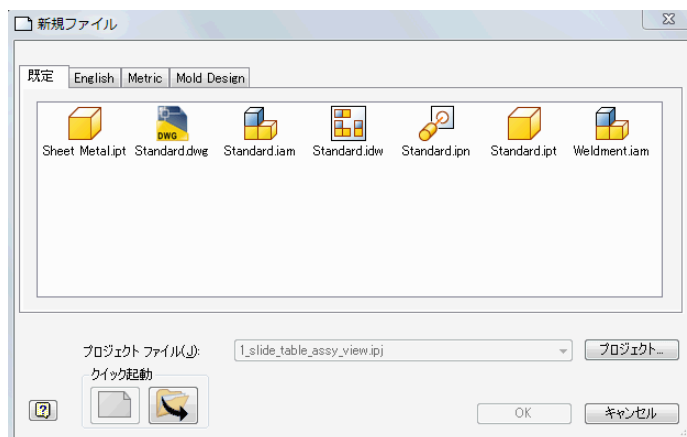 新規ファイル
既定 English Metric Mold Design
DWG
Sheet Metal.ipt Standard.dwg Standard.iam Standard.idw Standard.ipn Standard.ipt Weldment.iam
プロジェクト ファイル(J): 1_slide_table_assy_view.ipj プロジェクト...
クイック起動
OK キャンセル